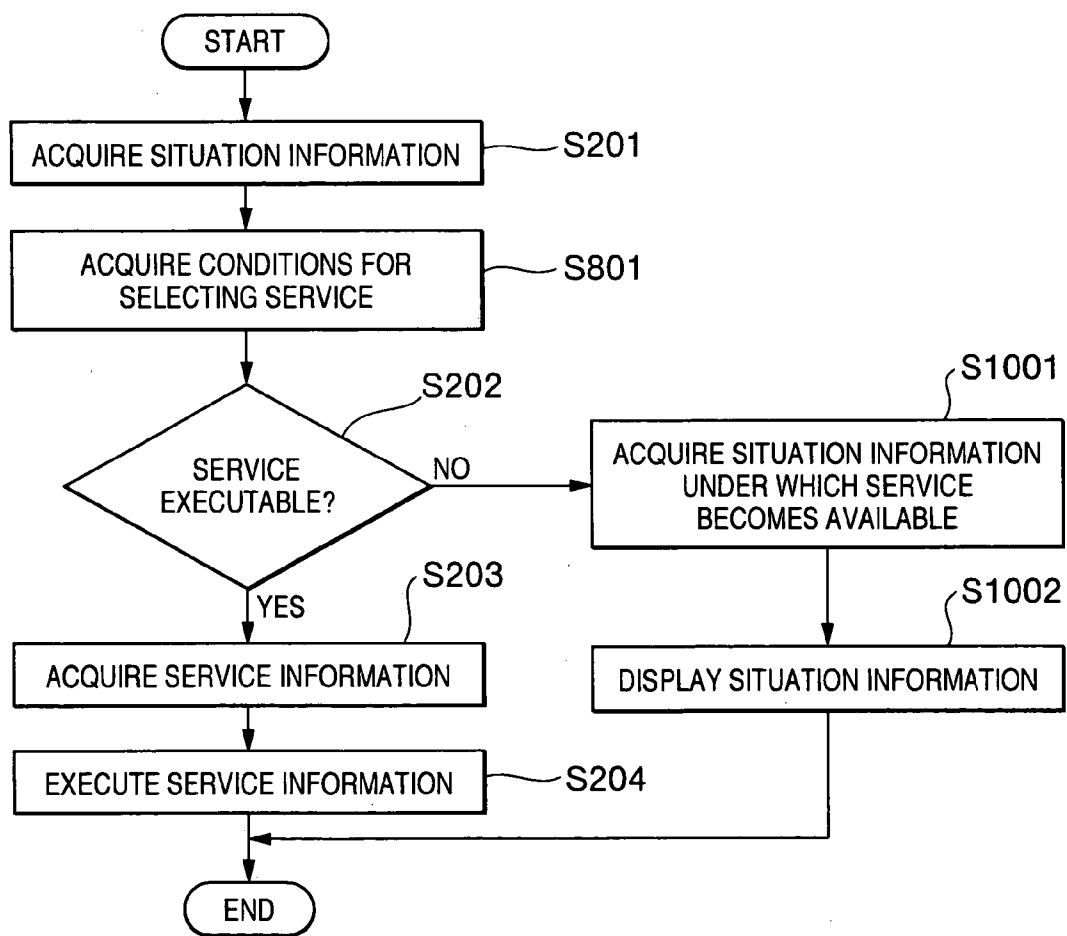 START
ACQUIRE SITUATION INFORMATION
S201
ACQUIRE CONDITIONS FOR
SELECTING SERVICE
S801
S202
SERVICE
EXECUTABLE?
NO
S1001
ACQUIRE SITUATION INFORMATION
UNDER WHICH SERVICE
BECOMES AVAILABLE
YES
S203
ACQUIRE SERVICE INFORMATION
S1002
DISPLAY SITUATION INFORMATION
EXECUTE SERVICE INFORMATION
S204
END